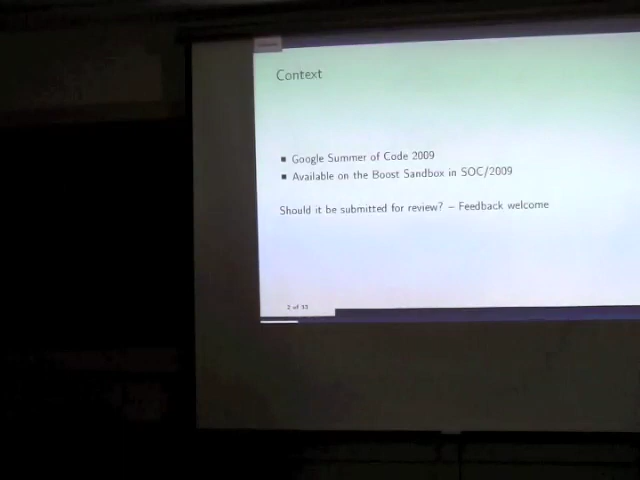 Context
■ Google Summer of Code 2009
■ Available on the Boost Sandbox in SOC/2009
Should it be submitted for review? – Feedback welcome